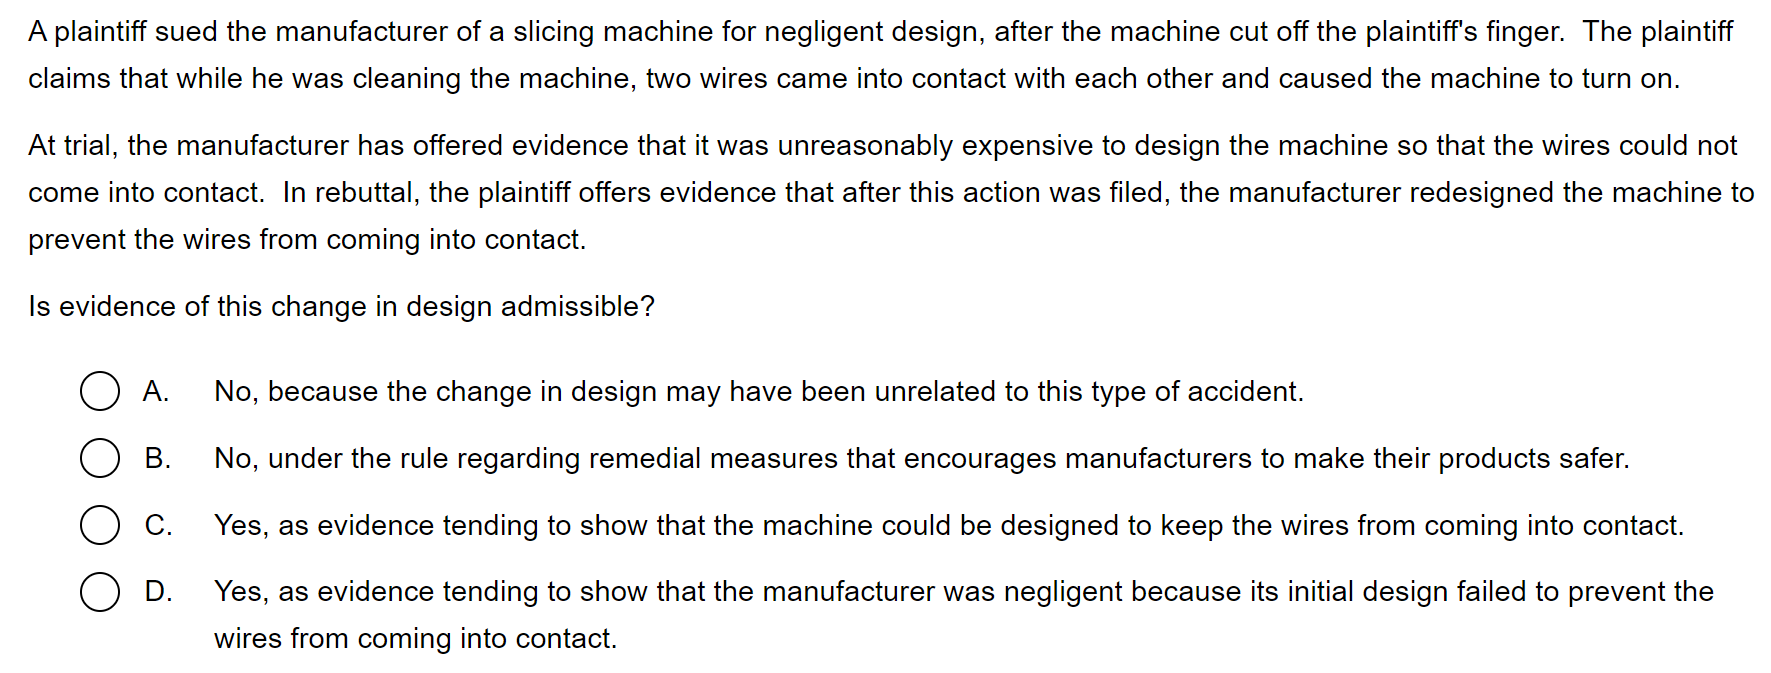 A plaintiff sued the manufacturer of a slicing machine for negligent design, after the machine cut off the plaintiff's finger.  The plaintiff
claims that while he was cleaning the machine, two wires came into contact with each other and caused the machine to turn on.
At trial, the manufacturer has offered evidence that it was unreasonably expensive to design the machine so that the wires could not
come into contact.  In rebuttal, the plaintiff offers evidence that after this action was filed, the manufacturer redesigned the machine to
prevent the wires from coming into contact.
Is evidence of this change in design admissible?
A. No, because the change in design may have been unrelated to this type of accident.
B. No, under the rule regarding remedial measures that encourages manufacturers to make their products safer.
C. Yes, as evidence tending to show that the machine could be designed to keep the wires from coming into contact.
D. Yes, as evidence tending to show that the manufacturer was negligent because its initial design failed to prevent the
wires from coming into contact.